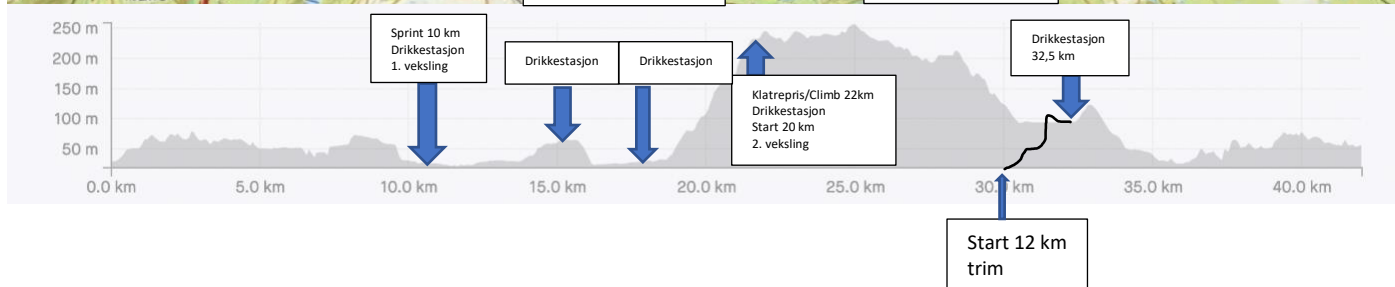 250 m
200 m
150 m
100 m
50 m
Sprint 10 km
Drikkestasjon
1. veksling
Drikkestasjon
Drikkestasjon
Klatrepris/Climb 22km
Drikkestasjon
Start 20 km
2. veksling
Drikkestasjon
32,5 km
0.0 km
5.0 km
10.0 km
15.0 km
20.0 km
25.0 km
30.0 km
35.0 km
40.0 km
Start 12 km
trim